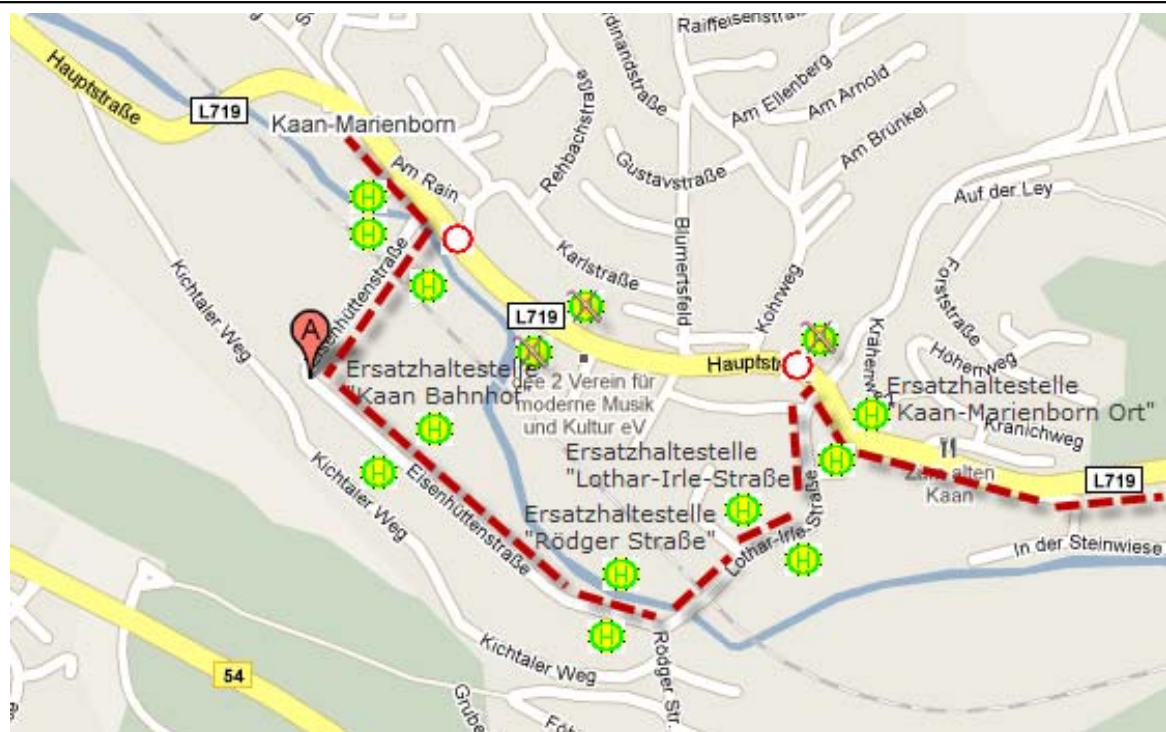 Raiffeisenstraße
Hauptstraße
L719
Kaan-Marienborn
Rehbachstraße
Am Ellenberg
Am Arnold
Am Brünkel
Am Rain
Gustavstraße
Auf der Ley
Karlstraße
Blumertsfeld
Kohrweg
Forststraße
Kichtaler Weg
A
L719
Höhenweg
Ersatzhaltestelle
"Kaan Bahnhof"
dee 2 Verein für
moderne Musik
und Kultur eV
Ersatzhaltestelle
"Kaan-Marienborn Ort"
Kranichweg
Ersatzhaltestelle
"Lothar-Irle-Straße
Kichtaler Weg
Eisenhüttenstraße
Kaan
L719
Ersatzhaltestelle
"Rödger Straße"
Lothar-Irle-Straße
In der Steinwiese
Kichtaler Weg
Rödger Str.
54
H
H
H
H
H
H
H
H
H
H
H